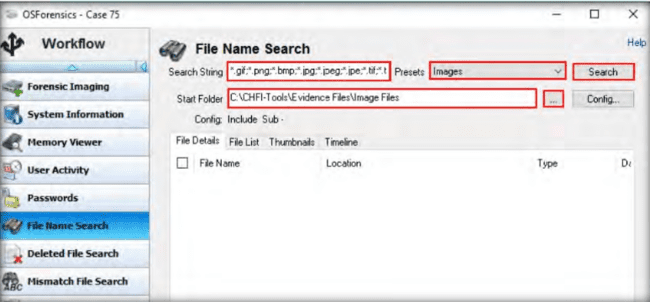 OSForensics - Case 75
Workflow
File Name Search
Help
Search String *.gif;*.png;*.bmp;*.jpg;*.jpeg;*.jpe;*.tif;*.t Presets Images Search
Start Folder C:\CHFI-Tools\Evidence Files\Image Files ... Config...
Config: Include Sub -
File Details File List Thumbnails Timeline
File Name Location Type Da
Forensic Imaging
System Information
Memory Viewer
User Activity
Passwords
File Name Search
Deleted File Search
ABC Mismatch File Search